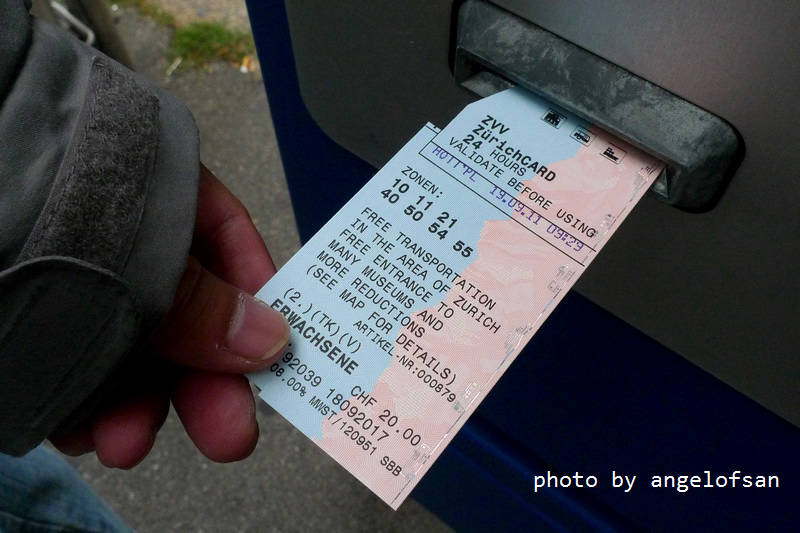 ZVV
ZüriCHCARD
24 HOURS
VALIDATE BEFORE USING
19.09.11 09:29
ZONEN:
10 11 21
40 50 54 55
FREE TRANSPORTATION
IN THE AREA OF ZURICH
FREE ENTRANCE TO
MANY MUSEUMS AND
MORE REDUCTIONS
(SEE MAP FOR DETAILS)
ARTIKEL-NR:000879
(2.)(TK)(V)
ERWACHSENE
CHF 20.00
92039 18092017
08.00% MWST/120951 SBB
photo by angelofsan